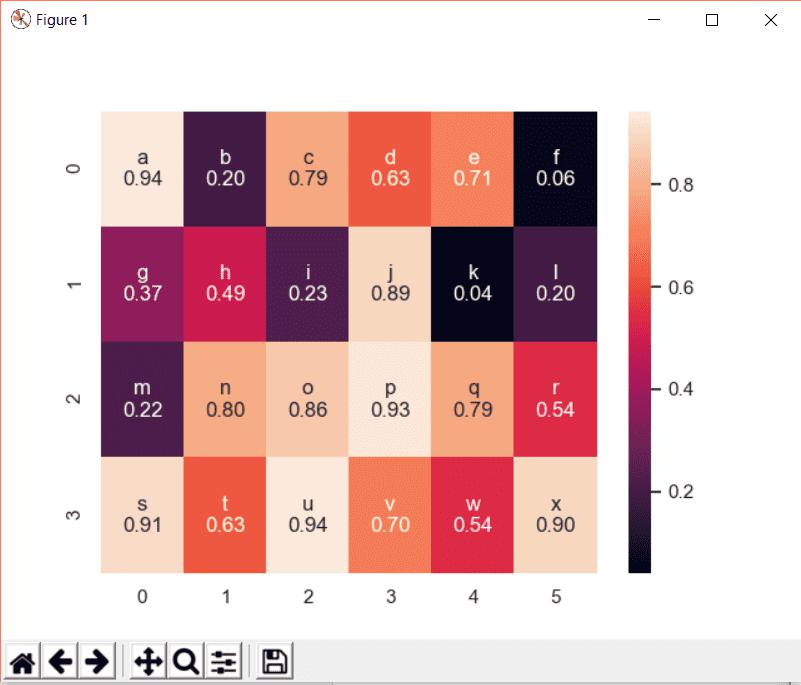 Figure 1
a b c d e f
0.94 0.20 0.79 0.63 0.71 0.06
0
g h i j k l
0.37 0.49 0.23 0.89 0.04 0.20
1
m n o p q r
0.22 0.80 0.86 0.93 0.79 0.54
2
s t u v w x
0.91 0.63 0.94 0.70 0.54 0.90
3
0 1 2 3 4 5
0.8
0.6
0.4
0.2